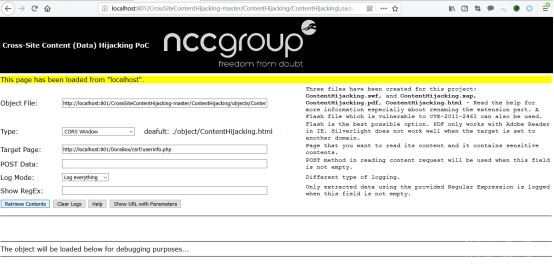 localhost:801/CrossSiteContentHijacking-master/ContentHijacking/ContentHijackingLoade
Cross-Site Content (Data) Hijacking PoC
nccgroup
freedom from doubt
This page has been loaded from "localhost".
Object File:
http://localhost:801/CrossSiteContentHijacking-master/ContentHijacking/objects/Conten
Type:
CORS Window
deafult: ./object/ContentHijacking.html
Target Page:
http://localhost:801/Doralbs/csrf/userinfo.php
POST Data:
Log Mode:
Log everything
Show RegEx:
Retrieve Contents
Clear Logs
Help
Show URL with Parameters
Three files have been created for this project:
ContentHijacking.swf, and ContentHijacking.xap,
ContentHijacking.pdf, ContentHijacking.html - Read the help for
more information especially about renaming the extension part. A
Flash file which is vulnerable to CVE-2011-2461 can also be used.
Flash is the best possible option. PDF only works with Adobe Reader
in IE. Silverlight does not work well when the target is set to
another domain.
Page that you want to read its content and it contains sensitive
contents.
POST method in reading content request will be used when this field
is not empty.
Different type of logging.
Only extracted data using the provided Regular Expression is logged
when this field is not empty.
The object will be loaded below for debugging purposes...